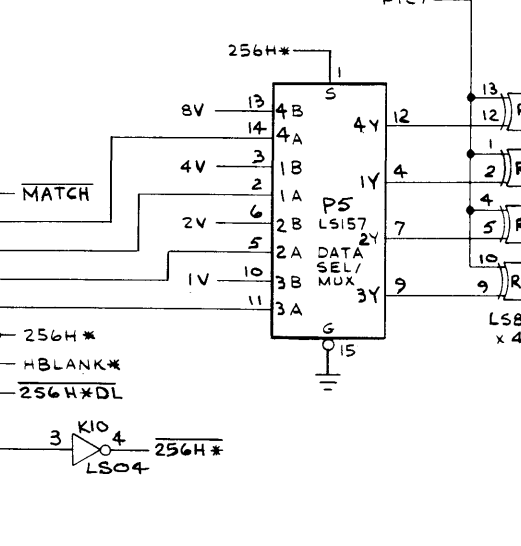 256H*
1
S
8V 13 4B
14 4A 4Y 12
4V 3 1B
2 1A 1Y 4
2V 6 2B P5
LS157
5 2A DATA 2Y 7
SEL/
1V 10 3B MUX
11 3A 3Y 9
G
15
MATCH
256H*
HBLANK*
256H*DL
K10
3 4 256H*
LS04
13
12 R
1
2 R
4
5 R
10
9 R
LS8
x 4